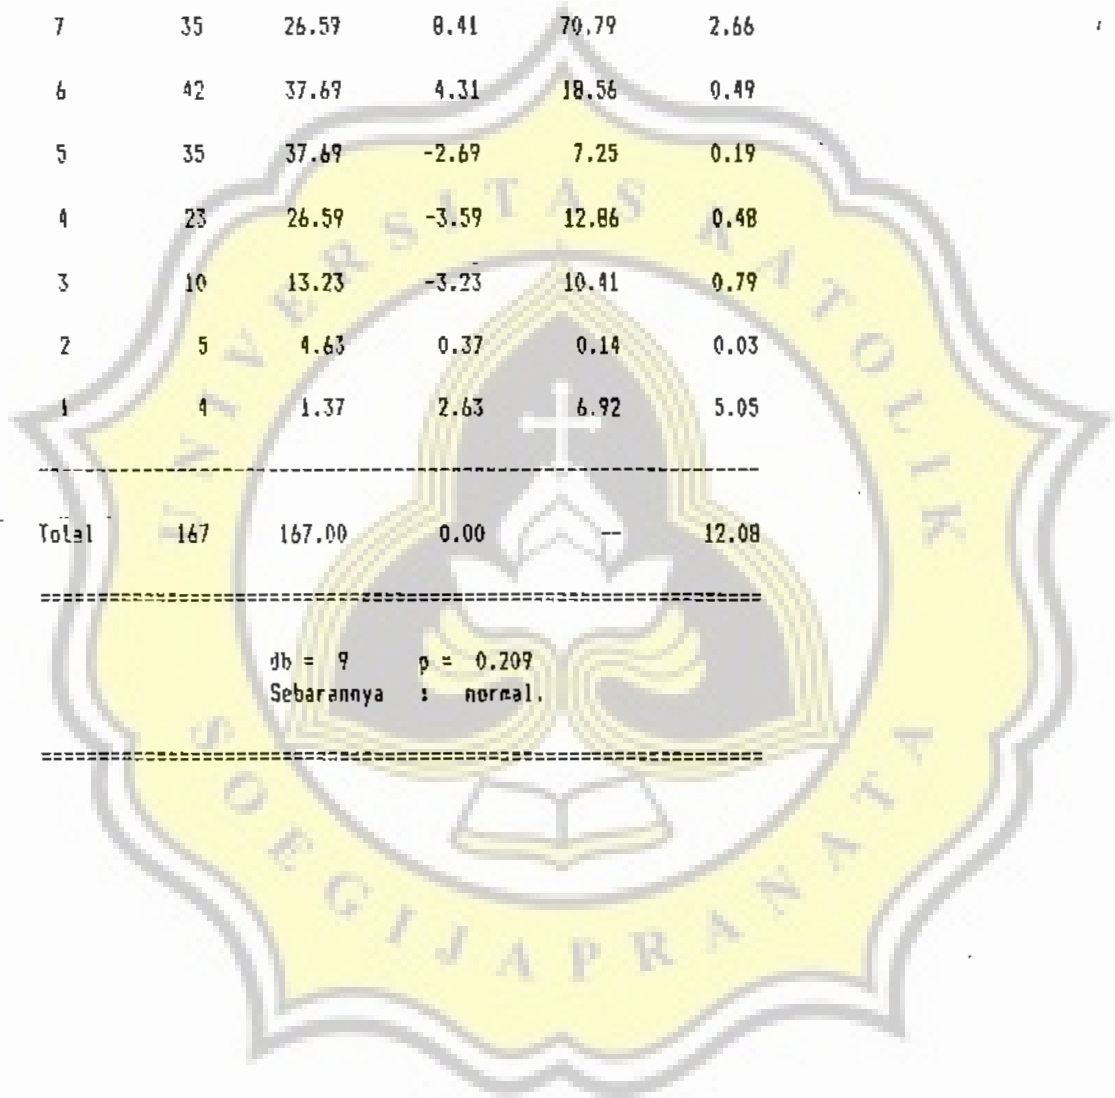 7 35 26.59 8.41 70.79 2.66
6 42 37.69 4.31 18.56 0.49
5 35 37.69 -2.69 7.25 0.19
4 23 26.59 -3.59 12.86 0.48
3 10 13.23 -3.23 10.41 0.79
2 5 4.63 0.37 0.14 0.03
1 4 1.37 2.63 6.92 5.05
--------------------------------
Total 167 167.00 0.00 -- 12.08
================================
db = 9 p = 0.209
Sebarannya : normal.
================================
UNIVERSITAS KATOLIK
SOEGIJAPRANATA